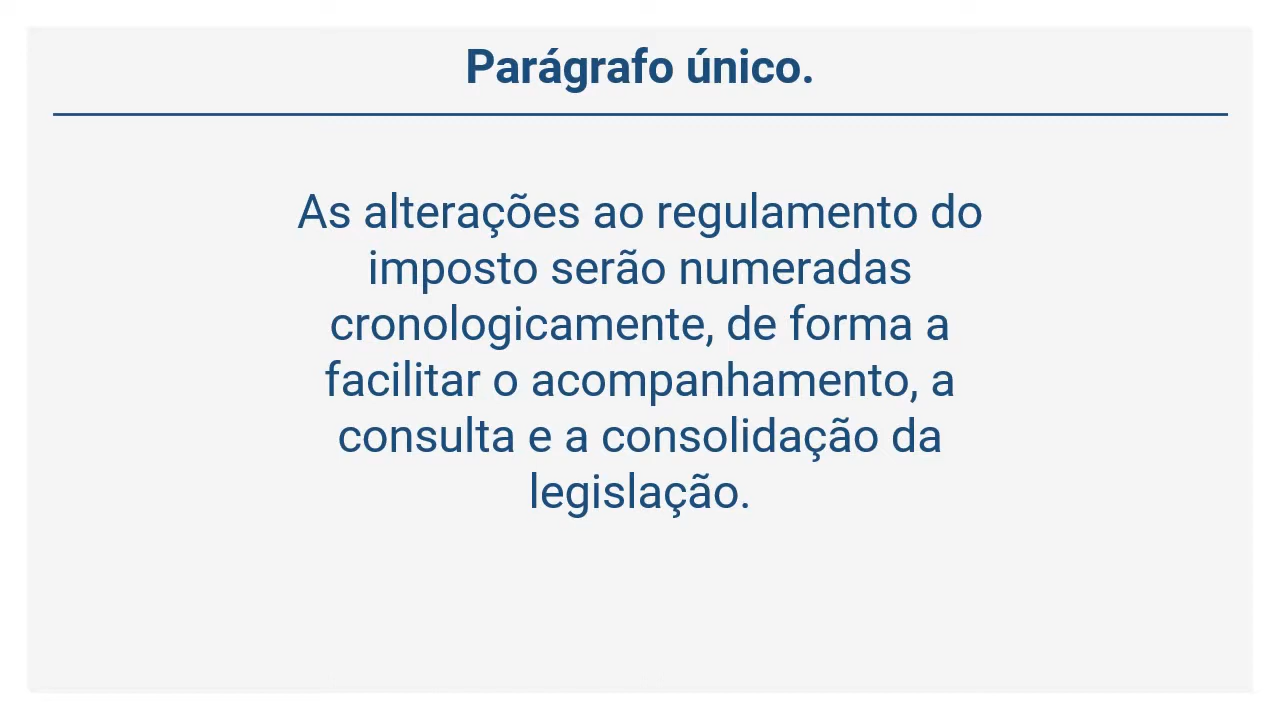 Parágrafo único.
As alterações ao regulamento do
imposto serão numeradas
cronologicamente, de forma a
facilitar o acompanhamento, a
consulta e a consolidação da
legislação.